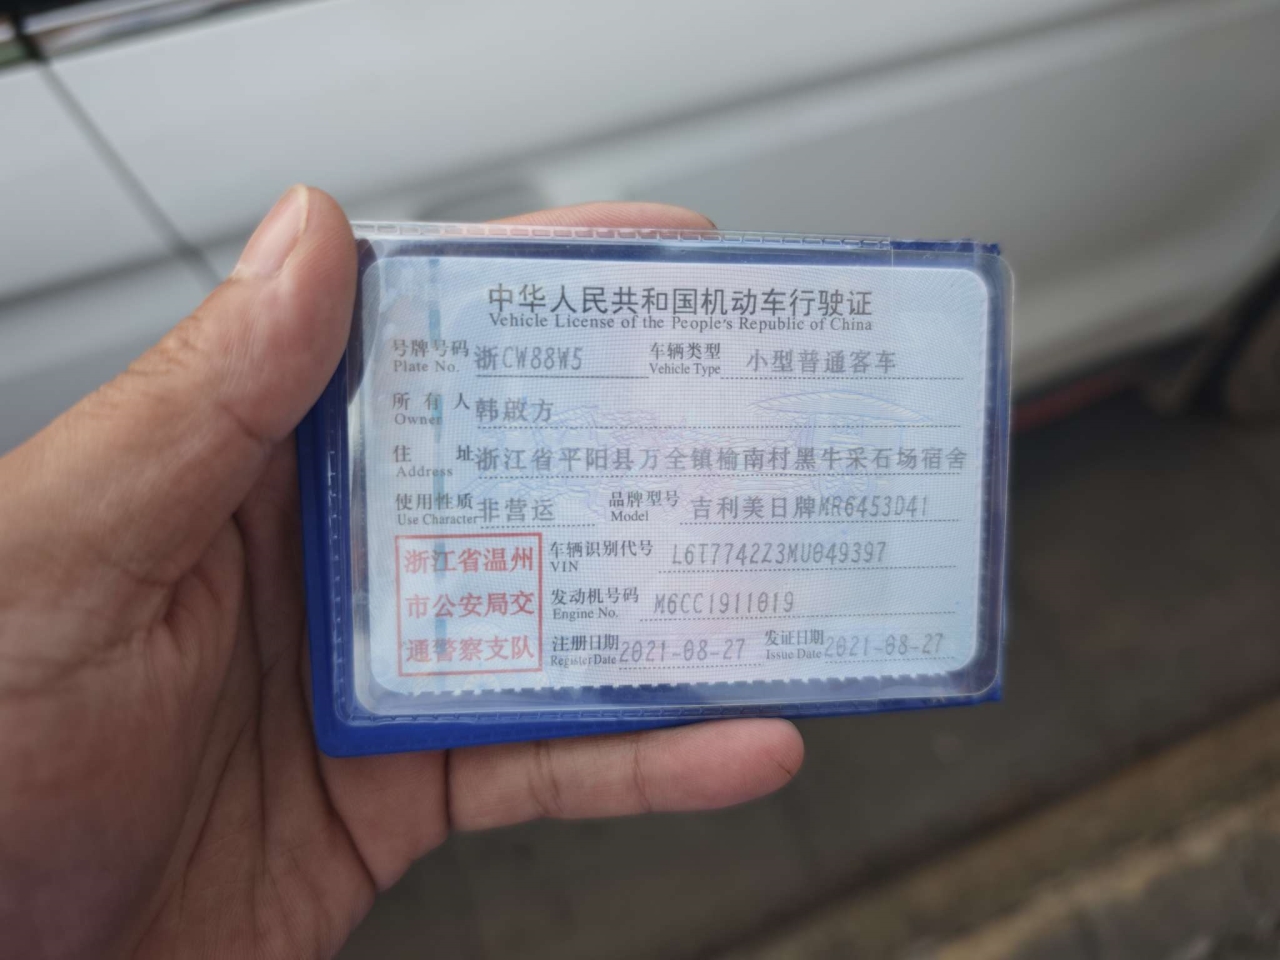 中华人民共和国机动车行驶证
Vehicle License of the People's Republic of China
号牌号码 浙CW88W5 车辆类型 小型普通客车
Plate No. Vehicle Type
所有人 韩啟方
Owner
住址 浙江省平阳县万全镇榆南村黑牛采石场宿舍
Address
使用性质 非营运 品牌型号 吉利美日牌MR6453D41
Use Character Model
浙江省温州
市公安局交
通警察支队
车辆识别代号 L6T7742Z3MU049397
VIN
发动机号码 M6CC1911019
Engine No.
注册日期 2021-08-27 发证日期 2021-08-27
Register Date Issue Date